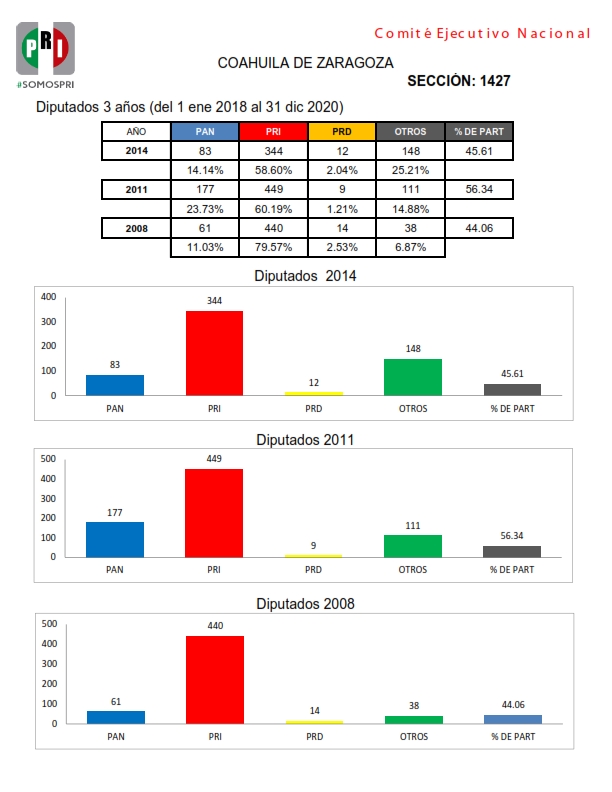 Comité Ejecutivo Nacional
PRI
#SOMOSPRI
COAHUILA DE ZARAGOZA
SECCIÓN: 1427
Diputados 3 años (del 1 ene 2018 al 31 dic 2020)
AÑO PAN PRI PRD OTROS % DE PART
2014 83 344 12 148 45.61
14.14% 58.60% 2.04% 25.21%
2011 177 449 9 111 56.34
23.73% 60.19% 1.21% 14.88%
2008 61 440 14 38 44.06
11.03% 79.57% 2.53% 6.87%
Diputados 2014
400
300
200
100
0
83 344 12 148 45.61
PAN PRI PRD OTROS % DE PART
Diputados 2011
500
400
300
200
100
0
177 449 9 111 56.34
PAN PRI PRD OTROS % DE PART
Diputados 2008
500
400
300
200
100
0
61 440 14 38 44.06
PAN PRI PRD OTROS % DE PART